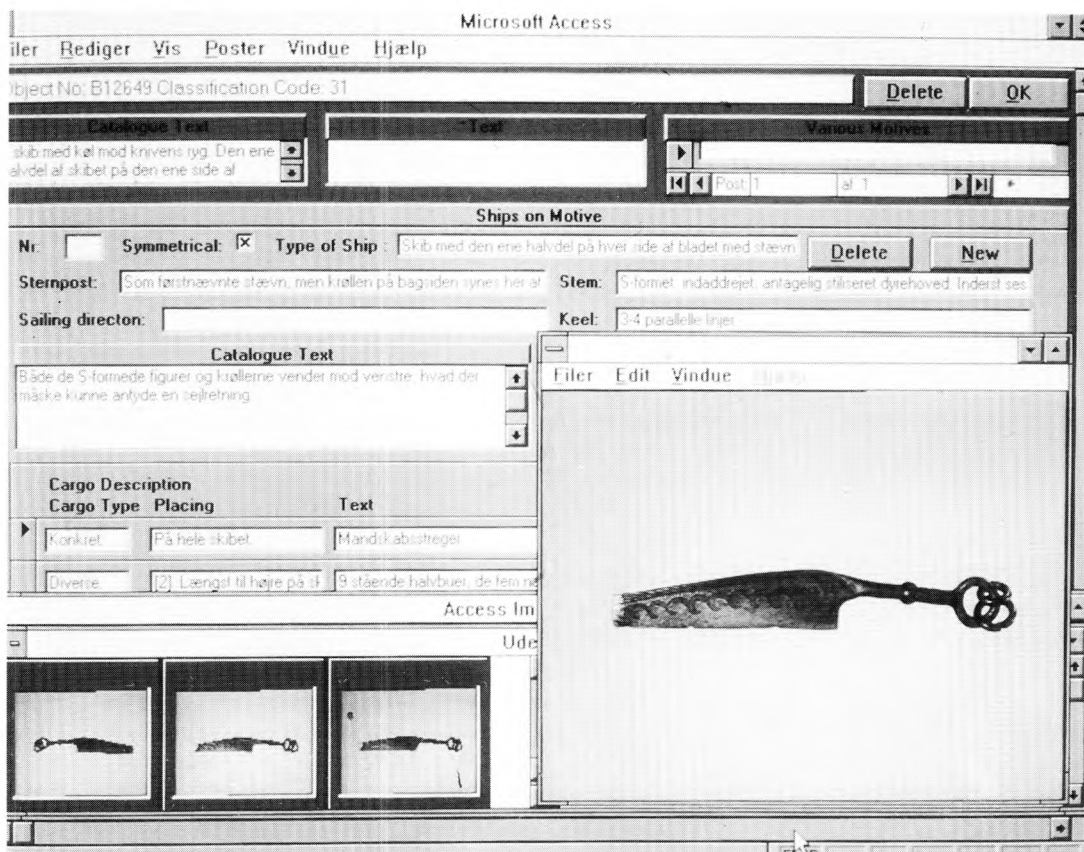 Microsoft Access
iler Rediger Vis Poster Vindue Hjælp
bject No: B12649 Classification Code: 31
Delete OK
Catalogue Text
Text
Various Motives
skib med køl mod knivens ryg. Den ene
alvdel af skibet på den ene side af
Post: 1 af: 1
Ships on Motive
Nr. Symmetrical: Type of Ship: Skib med den ene halvdel på hver side af bladet med stævn
Delete New
Sternpost: Som førstnævnte stævn, men krøllen på bagsiden synes her at
Stem: S-formet, indaddrejet, antagelig stiliseret dyrehoved. Inderst ses
Sailing directon:
Keel: 3-4 parallelle linjer
Catalogue Text
Både de S-formede figurer og krøllerne vender mod venstre, hvad der
måske kunne antyde en sejlretning.
Filer Edit Vindue Hjælp
Cargo Description
Cargo Type Placing Text
Konkret På hele skibet. Mandskabsstreger
Diverse. [2]. Længst til højre på sk 9 stående halvbuer, de fem
Access Im
Ude